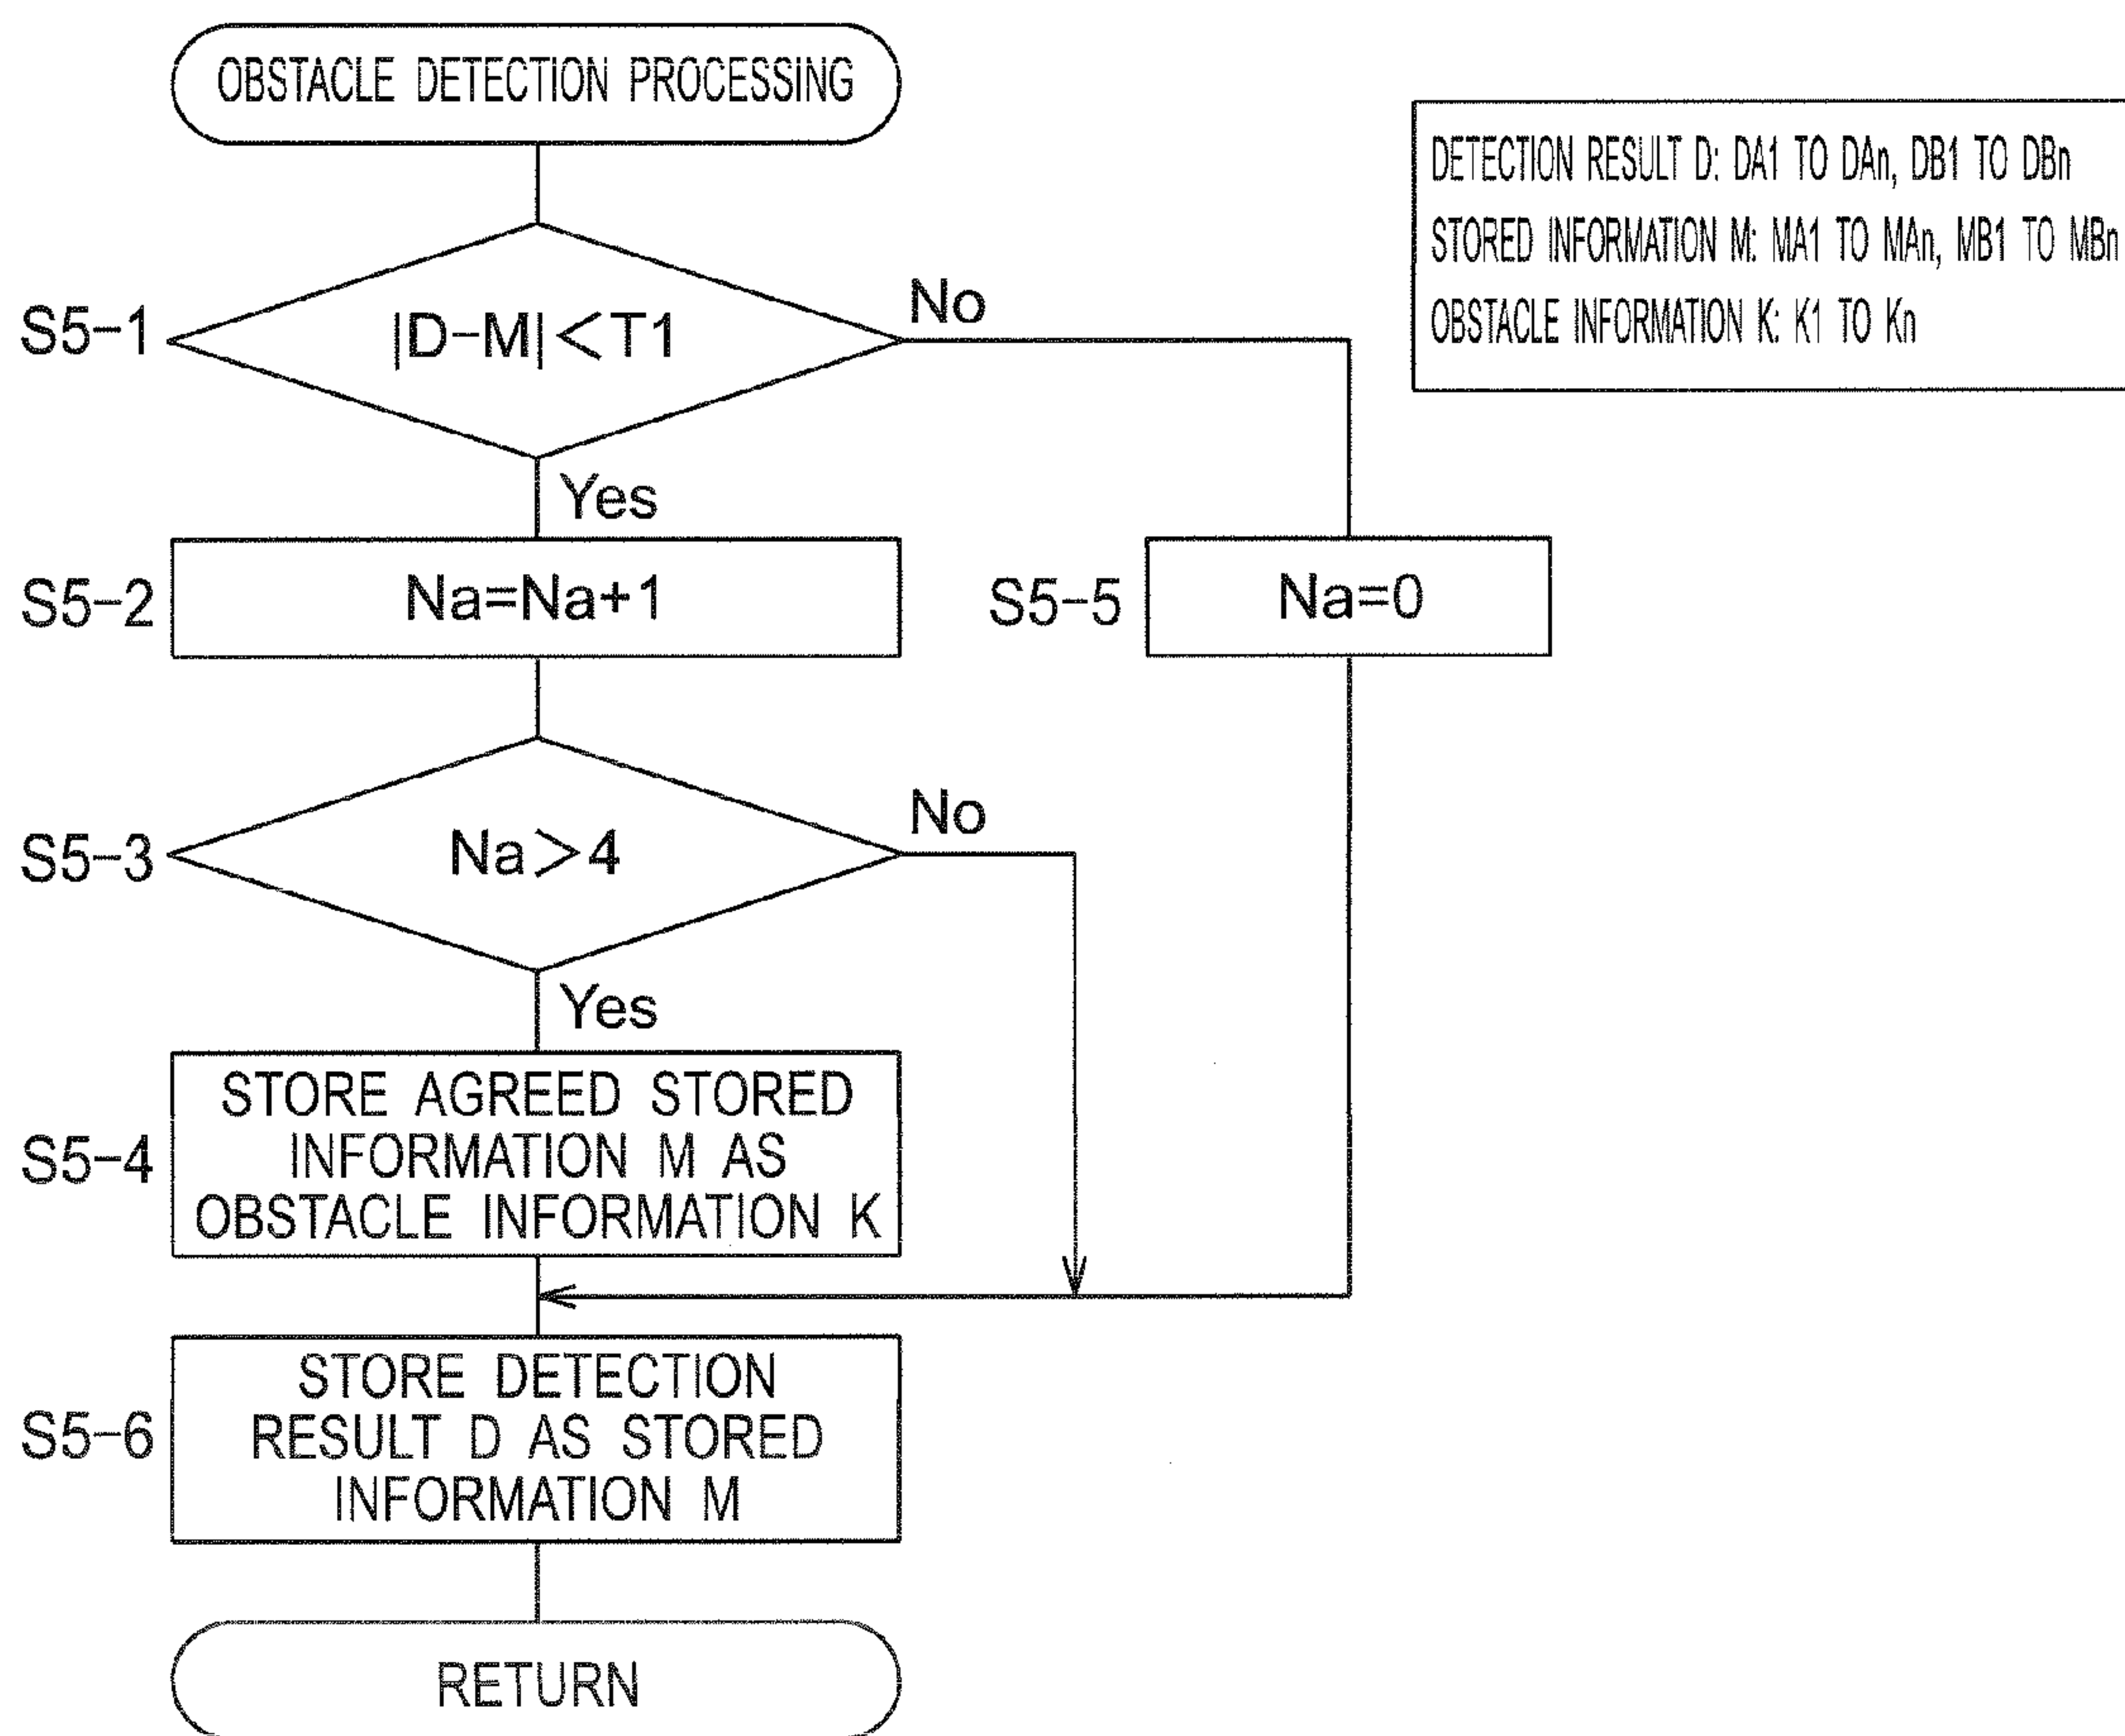 OBSTACLE DETECTION PROCESSING
DETECTION RESULT D: DA1 TO DAn, DB1 TO DBn
STORED INFORMATION M: MA1 TO MAn, MB1 TO MBn
OBSTACLE INFORMATION K: K1 TO Kn
S5-1
|D-M|<T1
No
Yes
S5-2
Na=Na+1
S5-5
Na=0
S5-3
Na>4
No
Yes
S5-4
STORE AGREED STORED
INFORMATION M AS
OBSTACLE INFORMATION K
S5-6
STORE DETECTION
RESULT D AS STORED
INFORMATION M
RETURN